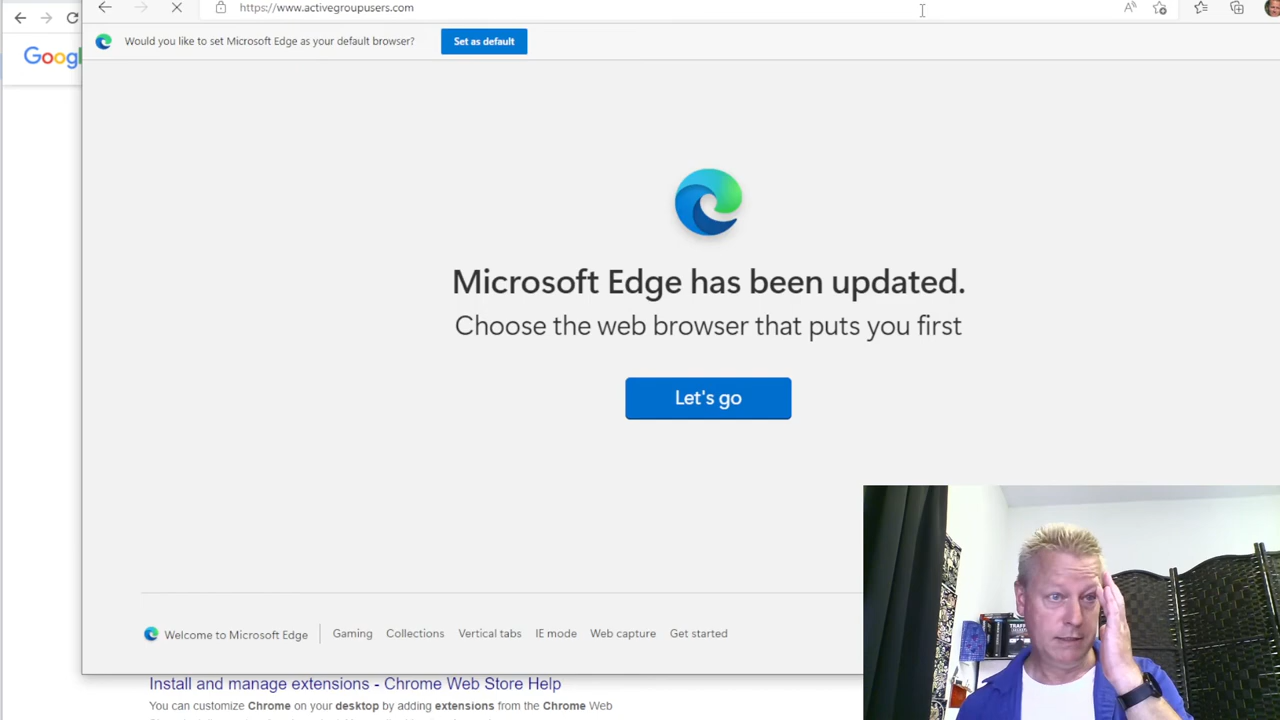 https://www.activegroupusers.com
Would you like to set Microsoft Edge as your default browser?
Set as default
Goog
Microsoft Edge has been updated.
Choose the web browser that puts you first
Let's go
Welcome to Microsoft Edge
Gaming
Collections
Vertical tabs
IE mode
Web capture
Get started
Install and manage extensions - Chrome Web Store Help
You can customize Chrome on your desktop by adding extensions from the Chrome Web